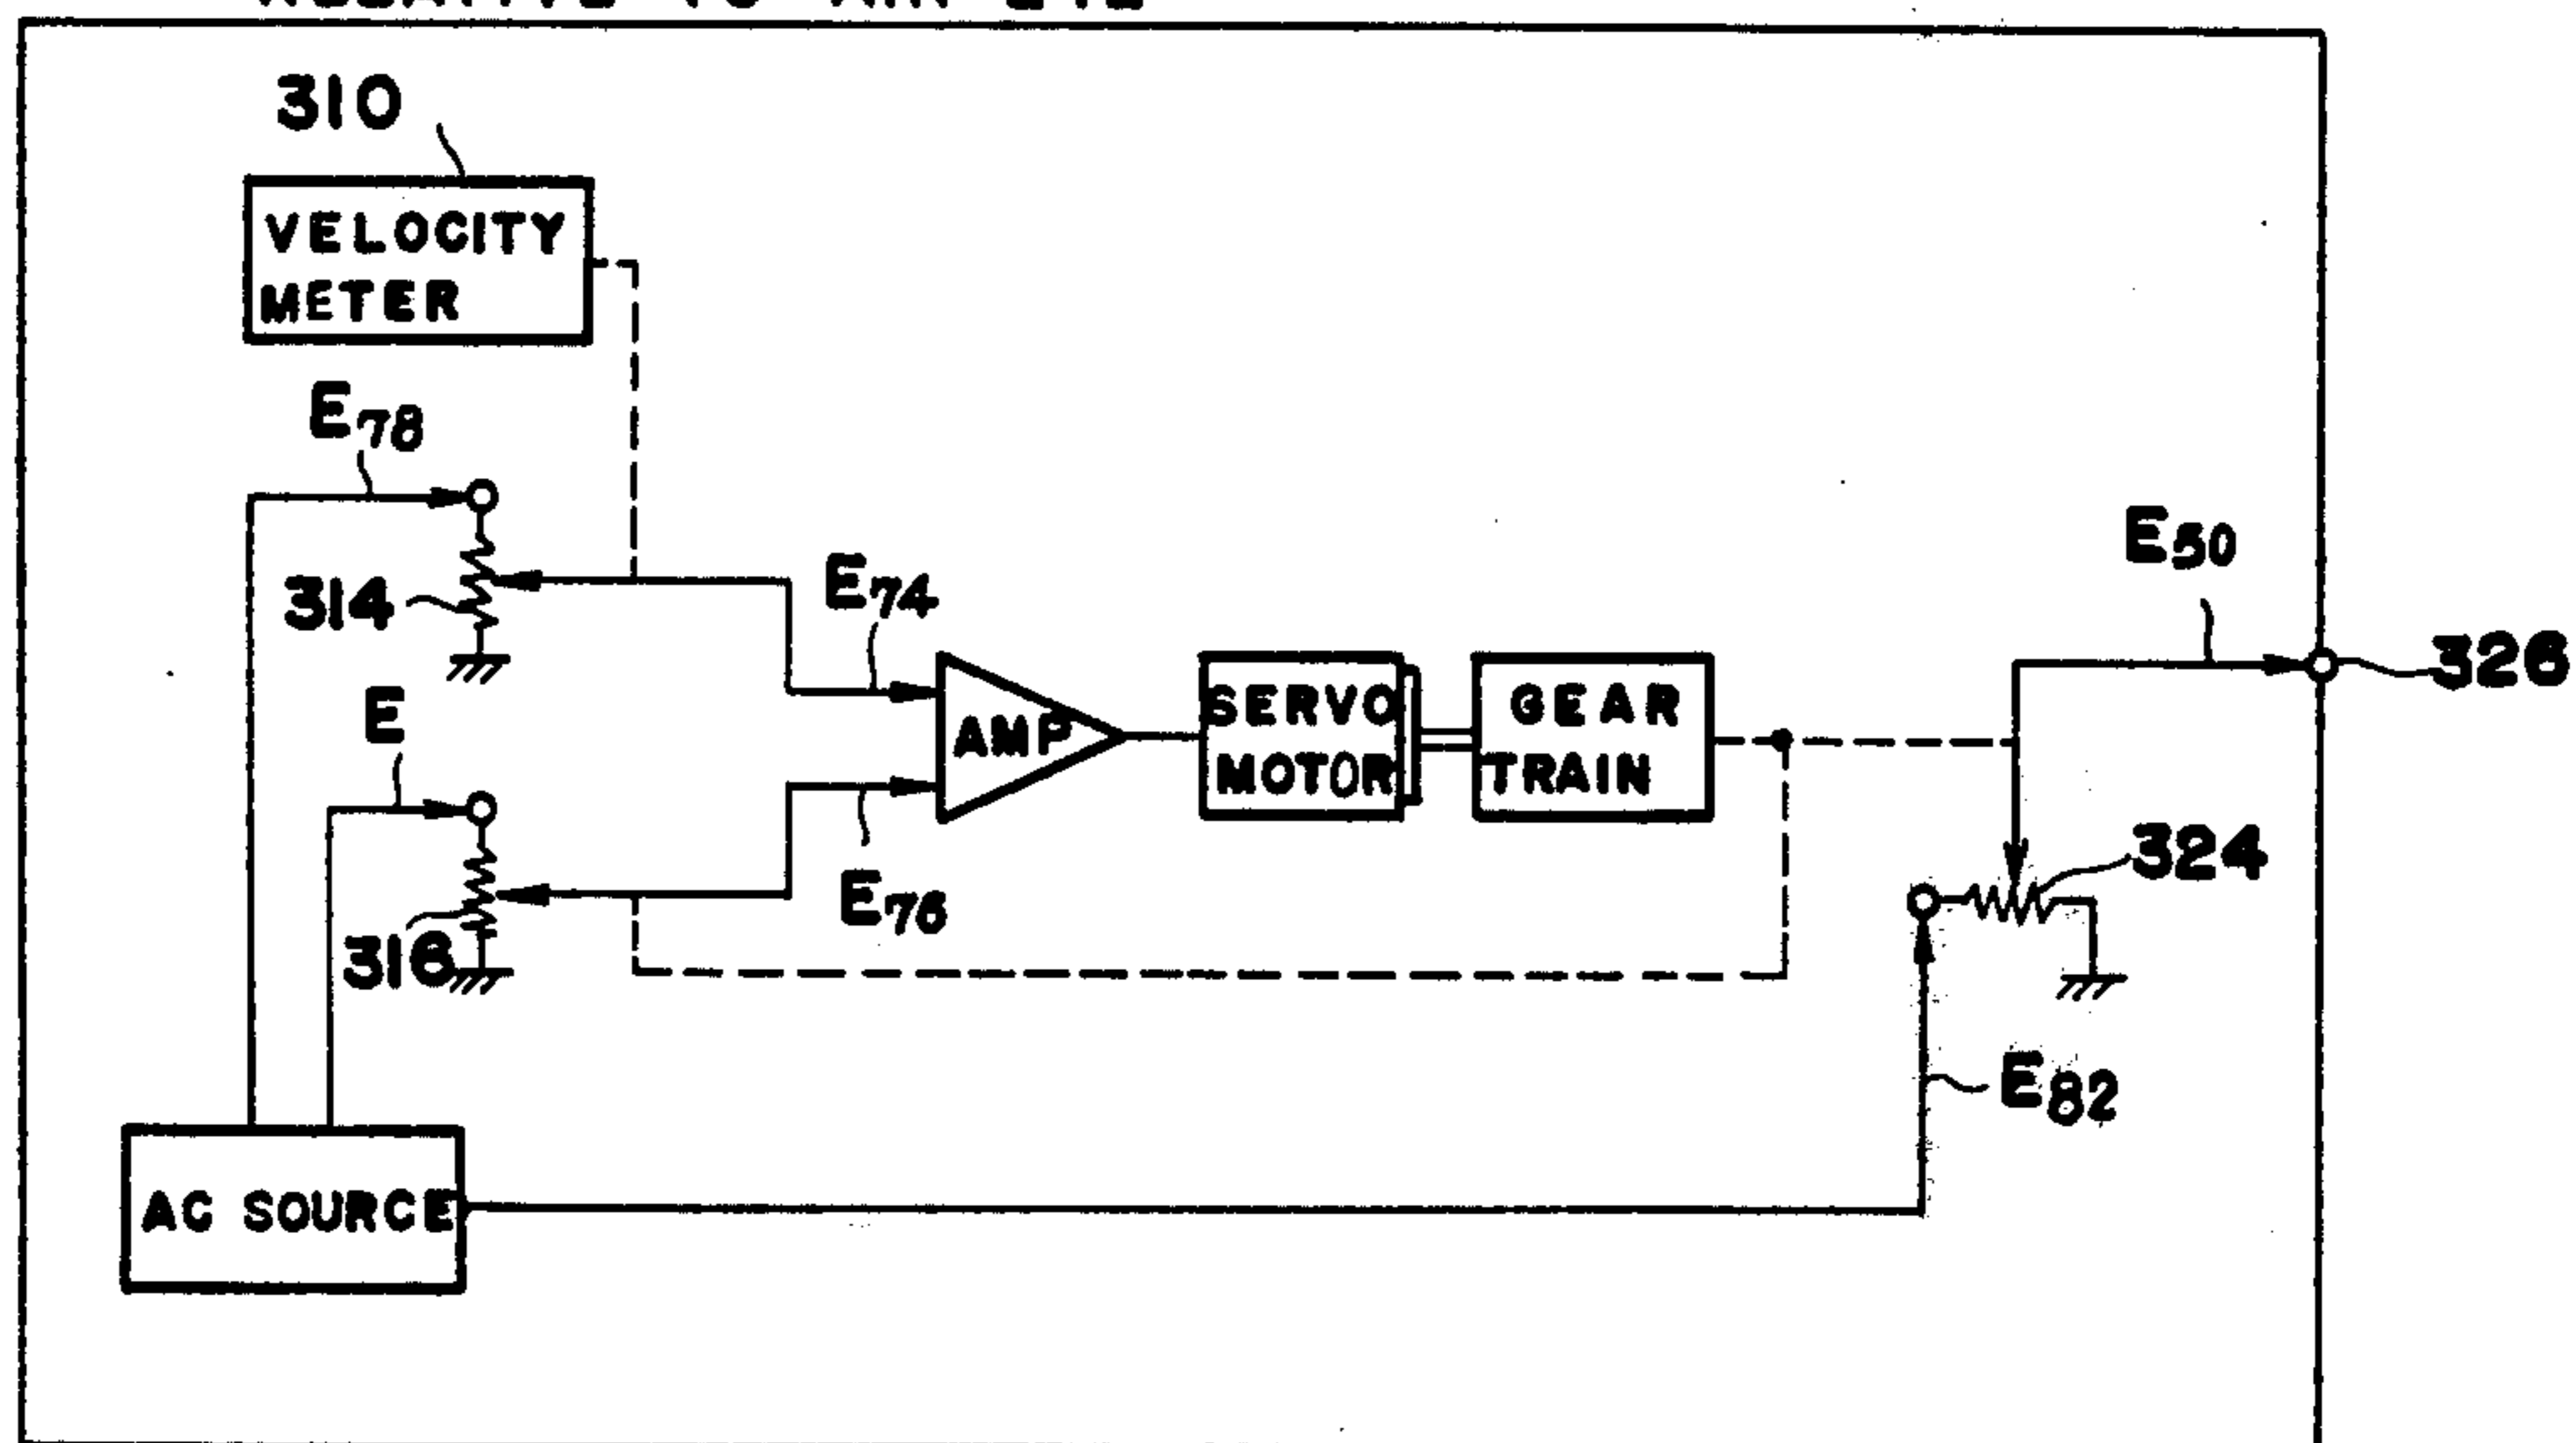 310
VELOCITY
METER
E78
314
E74
E50
326
E
SERVO
MOTOR
GEAR
TRAIN
AMP
E76
316
324
E82
AC SOURCE